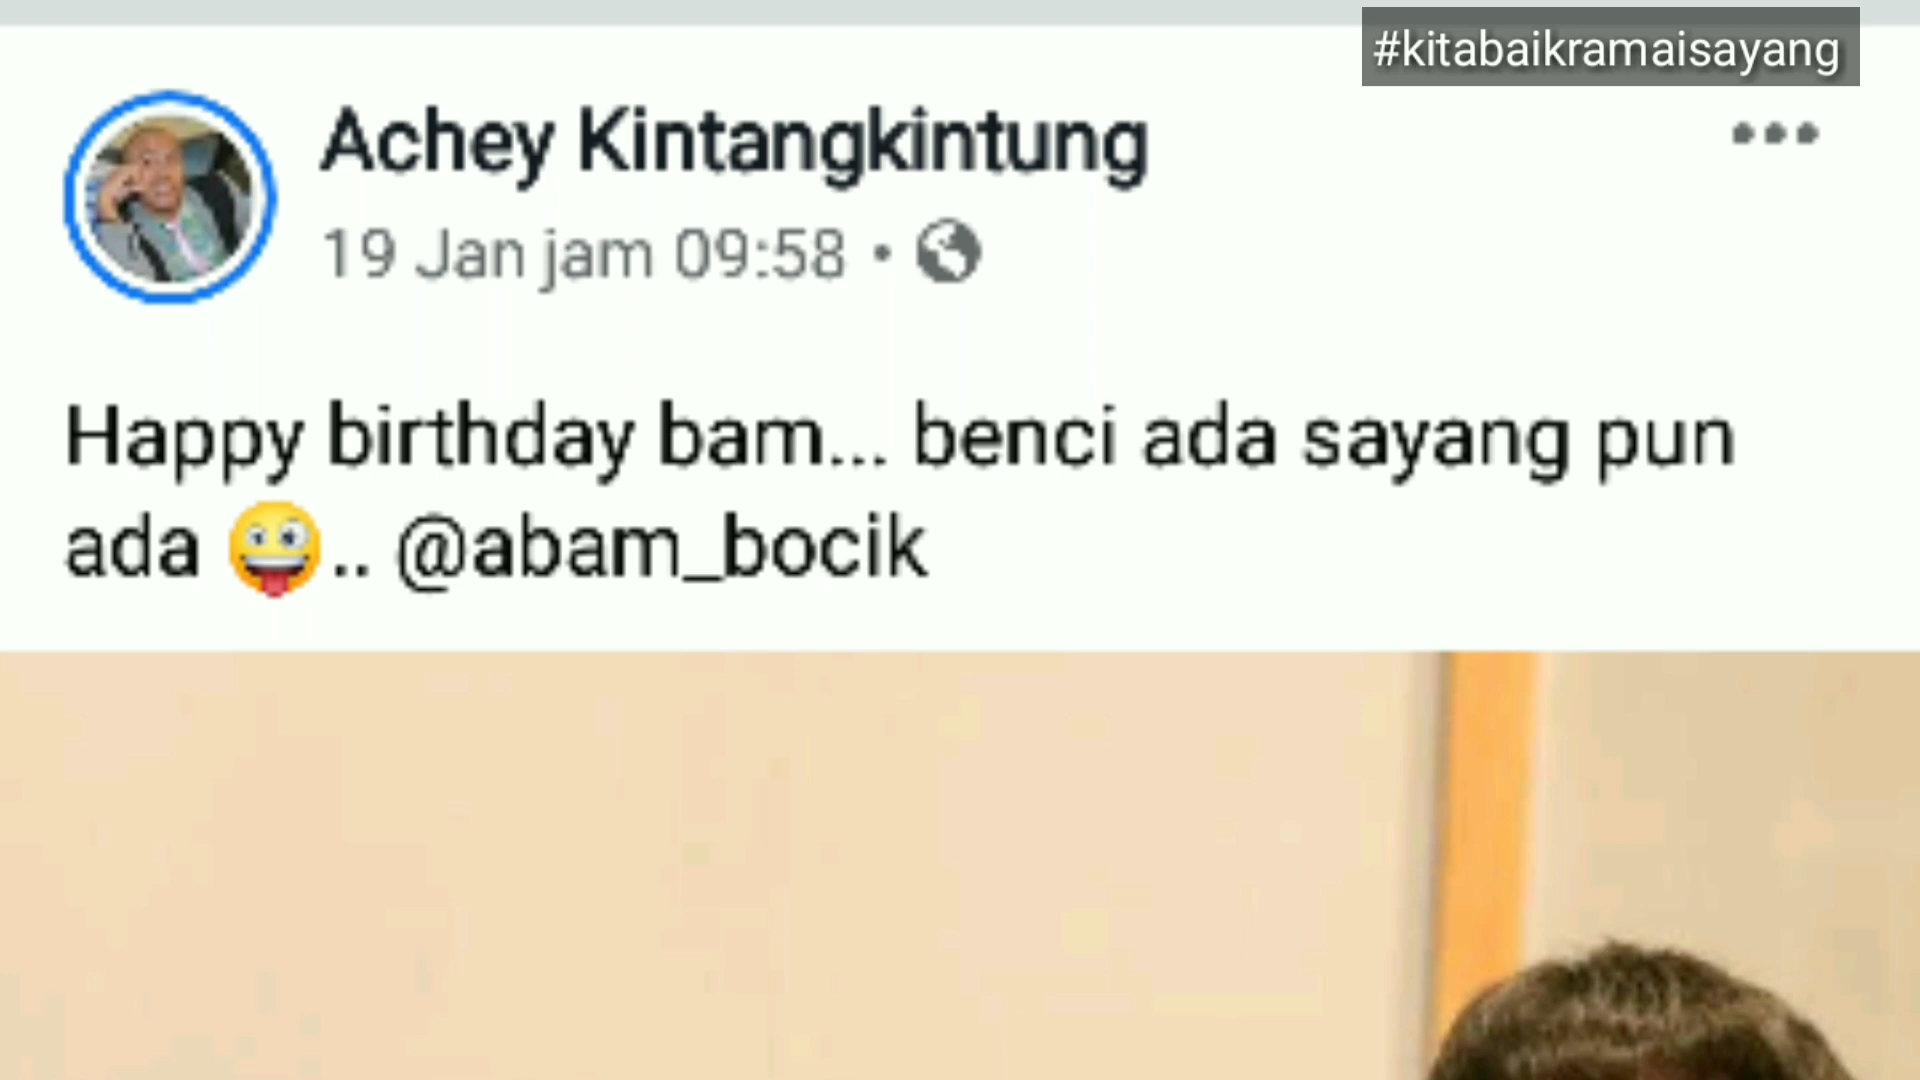 #kitabaikramaisayang
Achey Kintangkintung
19 Jan jam 09:58 •
Happy birthday bam... benci ada sayang pun
ada 🤪.. @abam_bocik